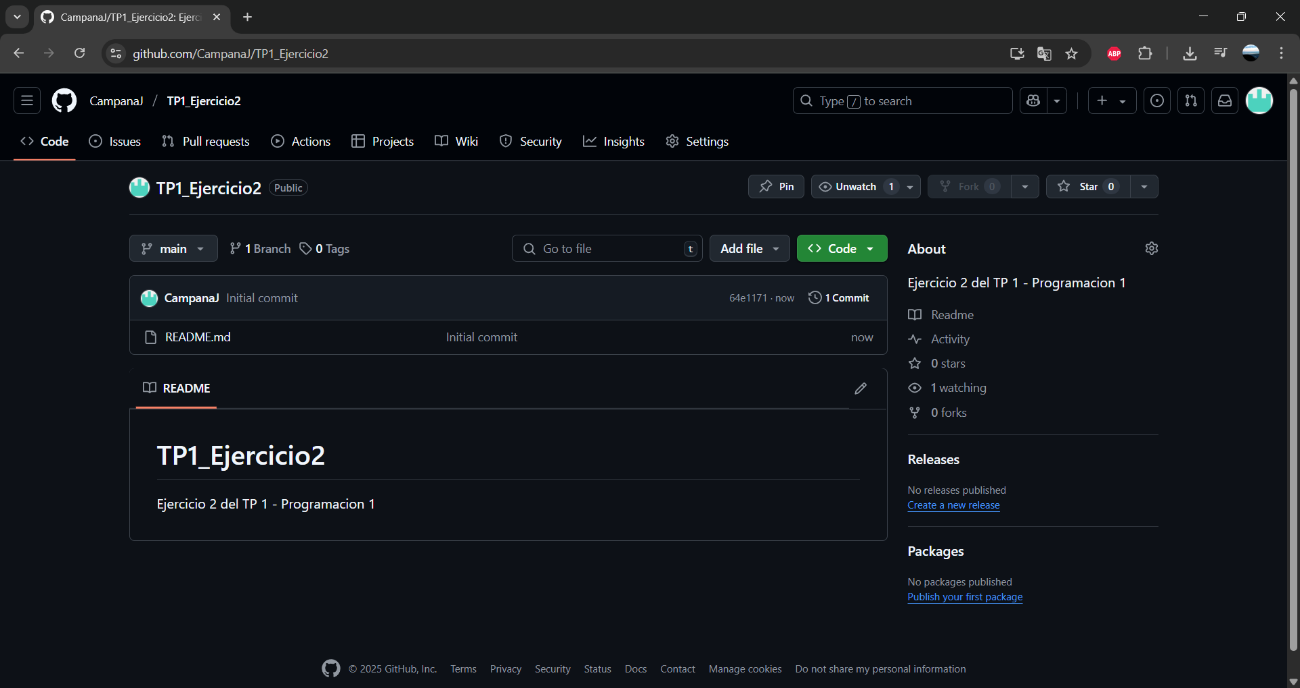 CampanaJ/TP1_Ejercicio2: Ejerc
github.com/CampanaJ/TP1_Ejercicio2
ABP
CampanaJ / TP1_Ejercicio2
Type / to search
Code Issues Pull requests Actions Projects Wiki Security Insights Settings
TP1_Ejercicio2 Public
Pin Unwatch 1 Fork 0 Star 0
main 1 Branch 0 Tags
Go to file t Add file Code
CampanaJ Initial commit 64e1171 · now 1 Commit
README.md Initial commit now
README
TP1_Ejercicio2
Ejercicio 2 del TP 1 - Programacion 1
About
Ejercicio 2 del TP 1 - Programacion 1
Readme
Activity
0 stars
1 watching
0 forks
Releases
No releases published
Create a new release
Packages
No packages published
Publish your first package
© 2025 GitHub, Inc. Terms Privacy Security Status Docs Contact Manage cookies Do not share my personal information